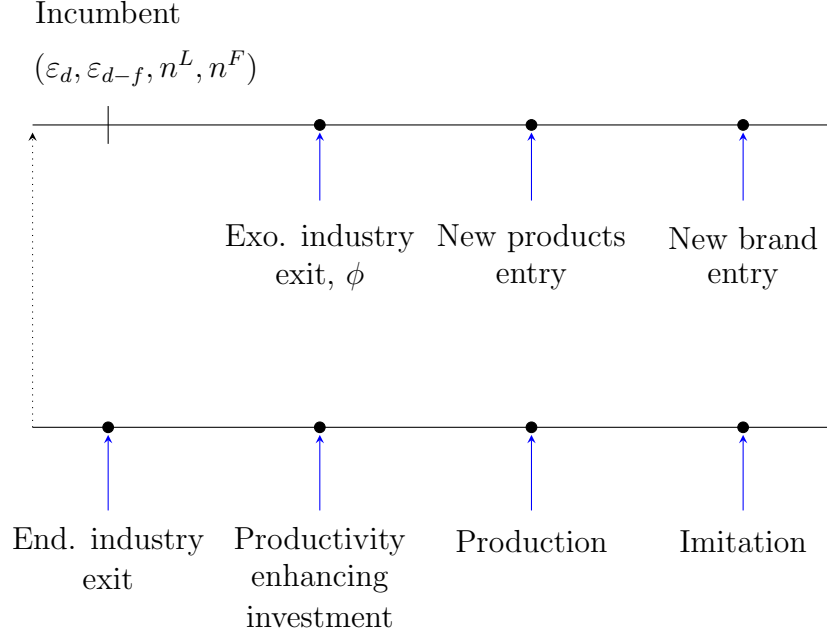 Incumbent
(ε_d, ε_{d−f}, n^L, n^F)
Exo. industry
exit, ϕ
New products
entry
New brand
entry
End. industry
exit
Productivity
enhancing
investment
Production
Imitation